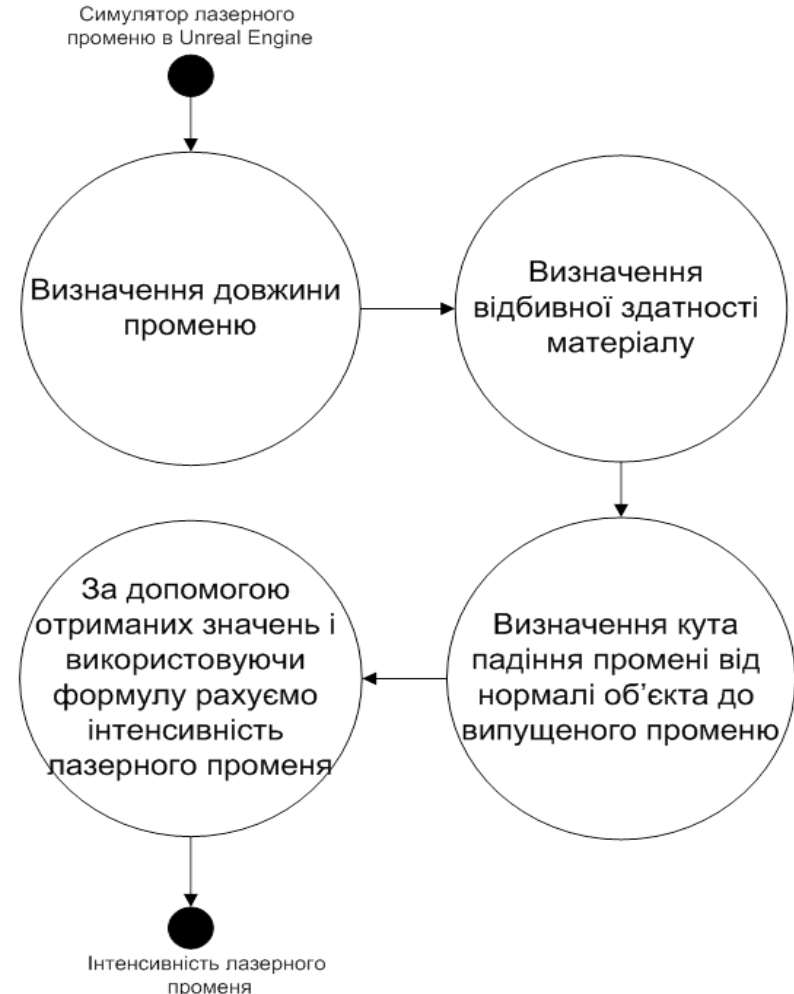 Симулятор лазерного
променю в Unreal Engine
Визначення довжини
променю
Визначення
відбивної здатності
матеріалу
Визначення кута
падіння промені від
нормалі об’єкта до
випущеного променю
За допомогою
отриманих значень і
використовуючи
формулу рахуємо
інтенсивність
лазерного променя
Інтенсивність лазерного
променя